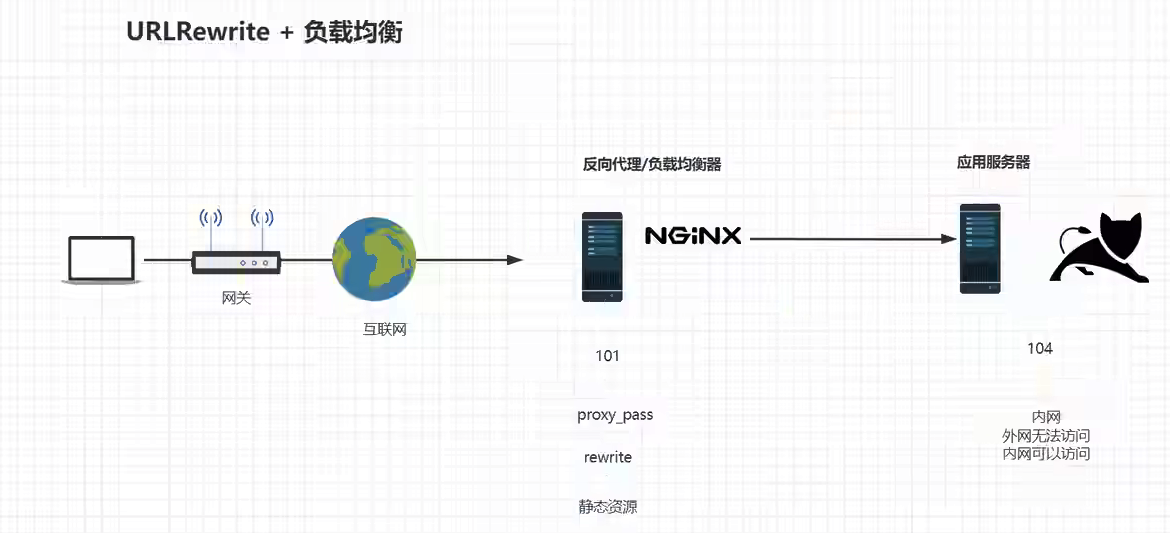 URLRewrite + 负载均衡
反向代理/负载均衡器
应用服务器
NGiNX
网关
互联网
101
104
proxy_pass
rewrite
静态资源
内网
外网无法访问
内网可以访问